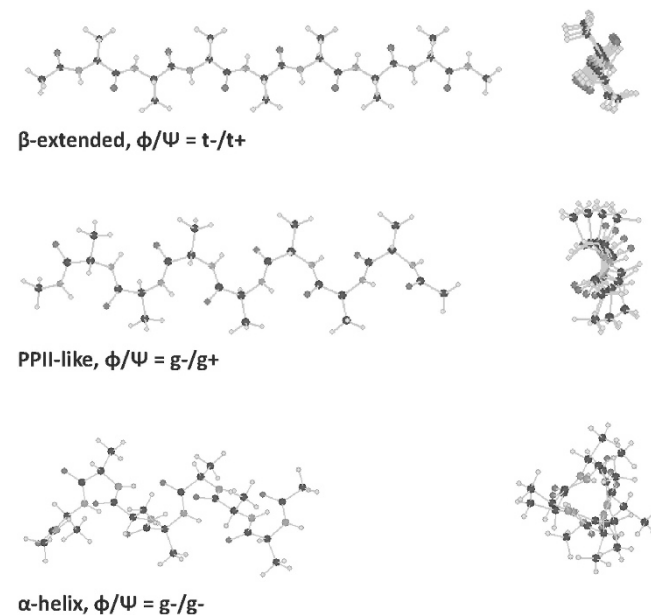 β-extended, ϕ/Ψ = t-/t+
PPII-like, ϕ/Ψ = g-/g+
α-helix, ϕ/Ψ = g-/g-